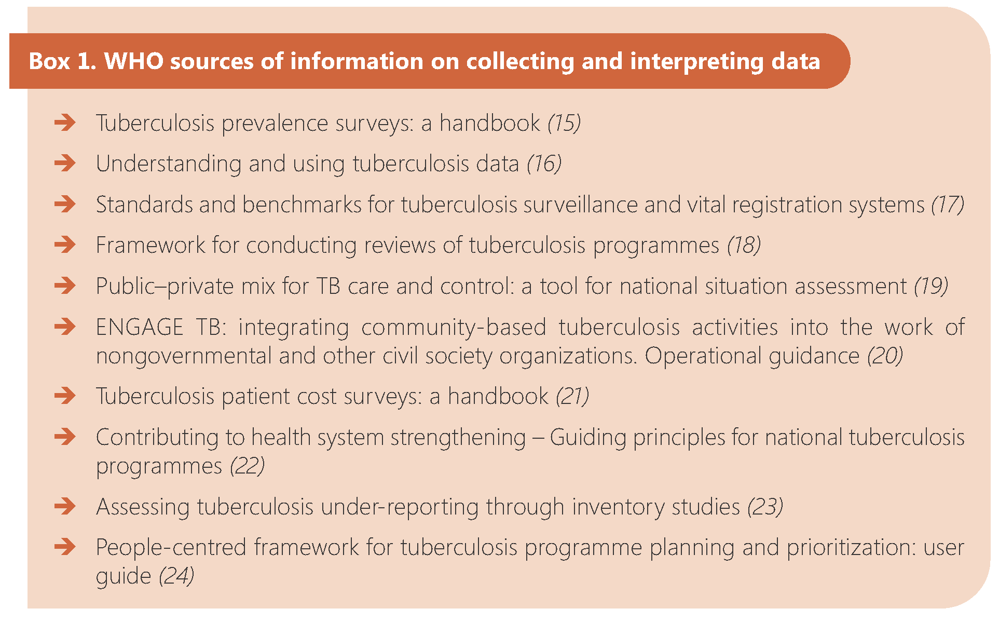 Box 1. WHO sources of information on collecting and interpreting data
Tuberculosis prevalence surveys: a handbook (15)
Understanding and using tuberculosis data (16)
Standards and benchmarks for tuberculosis surveillance and vital registration systems (17)
Framework for conducting reviews of tuberculosis programmes (18)
Public–private mix for TB care and control: a tool for national situation assessment (19)
ENGAGE TB: integrating community-based tuberculosis activities into the work of
nongovernmental and other civil society organizations. Operational guidance (20)
Tuberculosis patient cost surveys: a handbook (21)
Contributing to health system strengthening – Guiding principles for national tuberculosis
programmes (22)
Assessing tuberculosis under-reporting through inventory studies (23)
People-centred framework for tuberculosis programme planning and prioritization: user
guide (24)